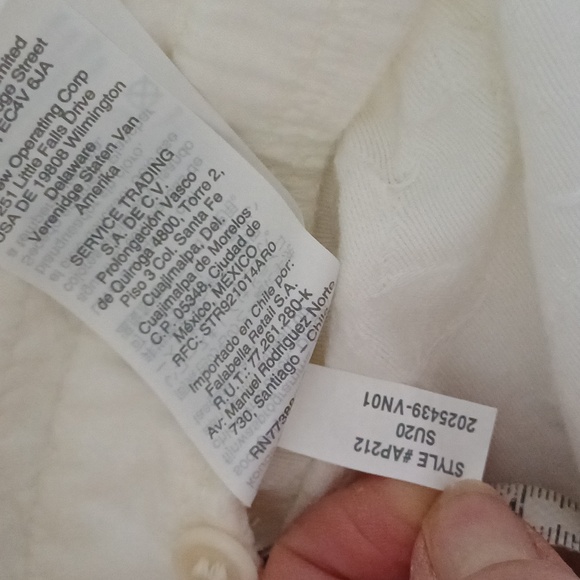 nited
ge Street
EC4V 6JA
ew Operating Corp
251 Little Falls Drive
USA DE 19808 Wilmington
Delaware
Verenidge Staten Van
Amerika
SERVICE TRADING
S.A. DE C.V.
Prolongación Vasco
de Quiroga 4800, Torre 2,
Piso 3 Col. Santa Fe
Cuajimalpa, Del.
Cuajimalpa de Morelos,
C.P. 05348, Ciudad de
México, MEXICO
RFC: STR921014AR0
Importado en Chile por:
Falabella Retail S.A.
R.U.T.: 77.261.280-k
Av. Manuel Rodríguez Norte
730, Santiago – Chile
RN77388
STYLE #AP212
SU20
2025439-VN01